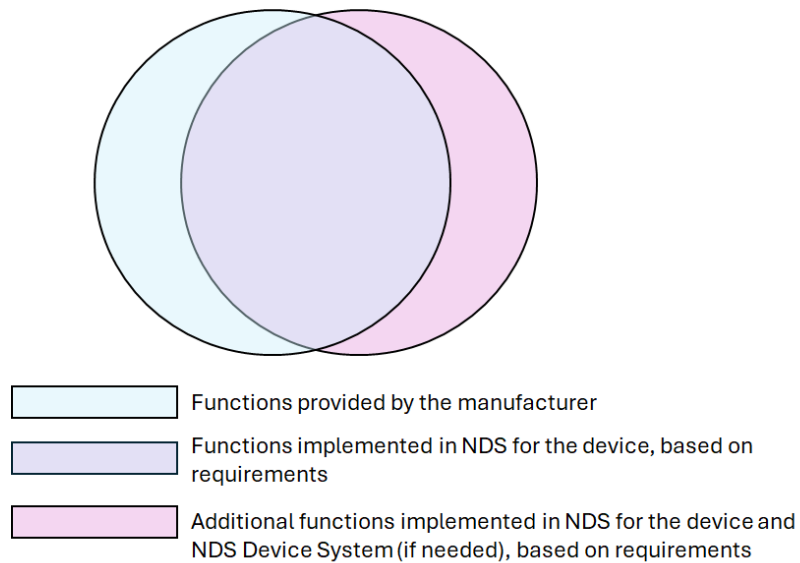 Functions provided by the manufacturer
Functions implemented in NDS for the device, based on
requirements
Additional functions implemented in NDS for the device and
NDS Device System (if needed), based on requirements